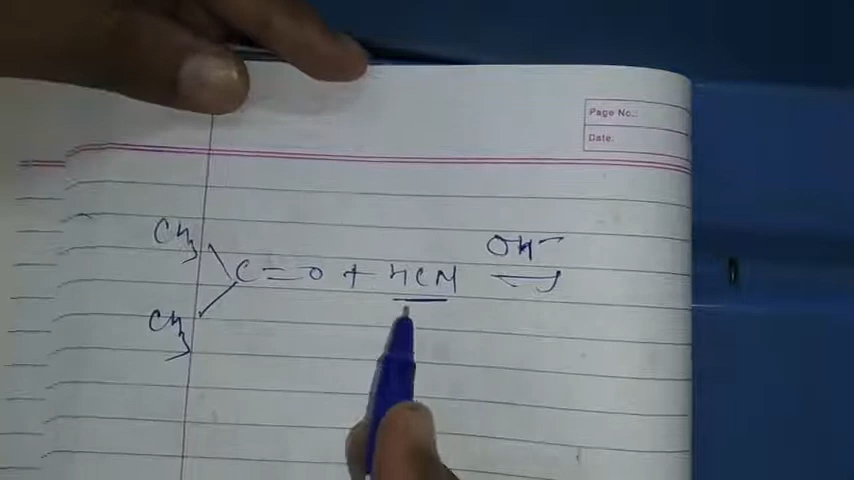 Page No.:
Date:
CH3
C=O + HCN OH⁻
CH3